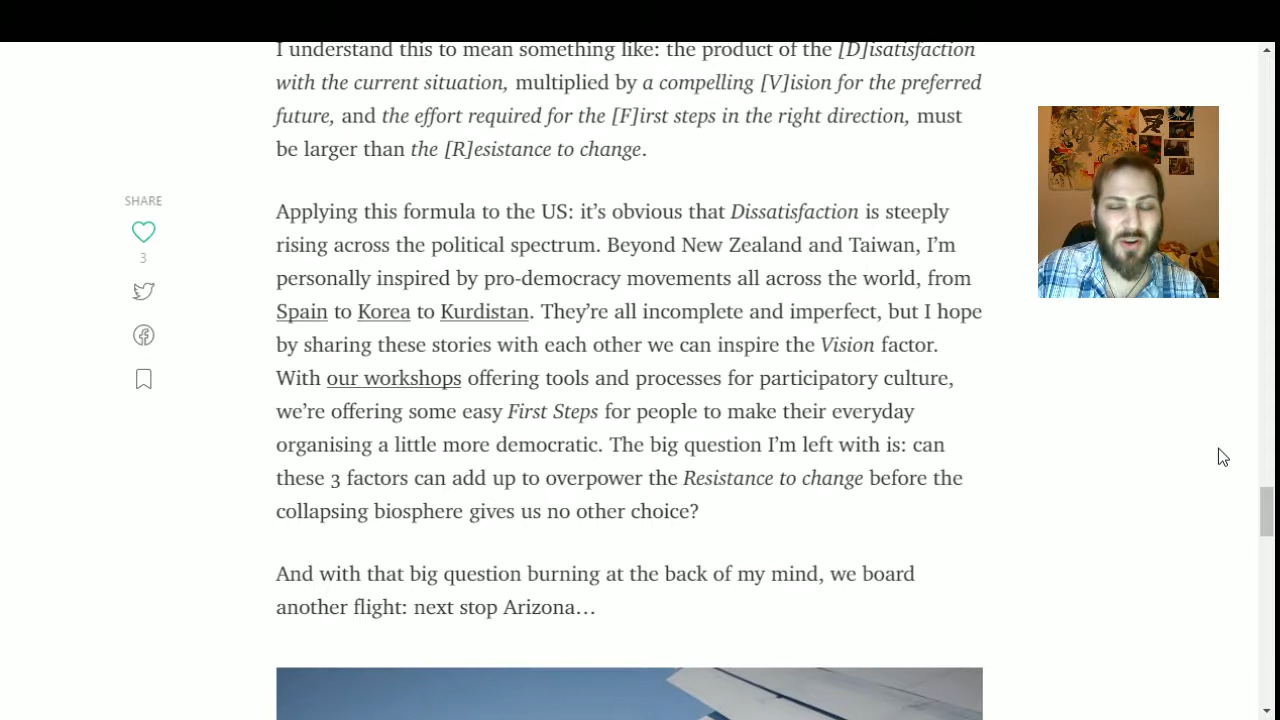 I understand this to mean something like: the product of the [D]isatisfaction
with the current situation, multiplied by a compelling [V]ision for the preferred
future, and the effort required for the [F]irst steps in the right direction, must
be larger than the [R]esistance to change.
SHARE
3
Applying this formula to the US: it’s obvious that Dissatisfaction is steeply
rising across the political spectrum. Beyond New Zealand and Taiwan, I’m
personally inspired by pro-democracy movements all across the world, from
Spain to Korea to Kurdistan. They’re all incomplete and imperfect, but I hope
by sharing these stories with each other we can inspire the Vision factor.
With our workshops offering tools and processes for participatory culture,
we’re offering some easy First Steps for people to make their everyday
organising a little more democratic. The big question I’m left with is: can
these 3 factors can add up to overpower the Resistance to change before the
collapsing biosphere gives us no other choice?
And with that big question burning at the back of my mind, we board
another flight: next stop Arizona…